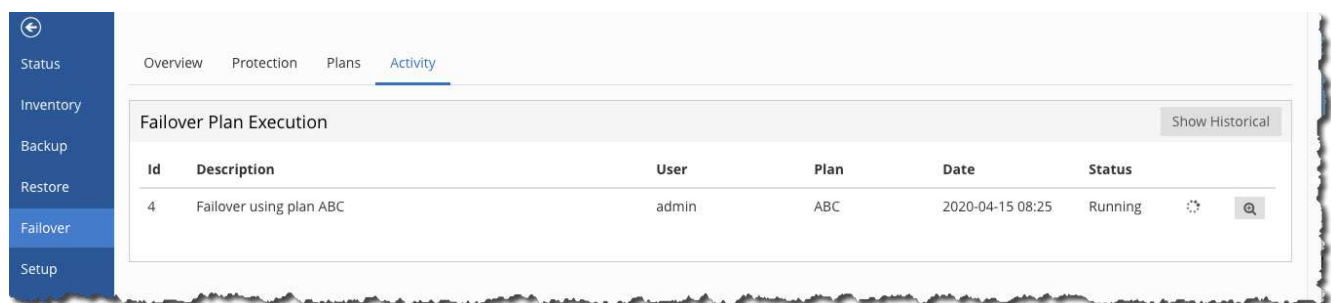 Status
Inventory
Backup
Restore
Failover
Setup
Overview Protection Plans Activity
Failover Plan Execution Show Historical
Id Description User Plan Date Status
4 Failover using plan ABC admin ABC 2020-04-15 08:25 Running